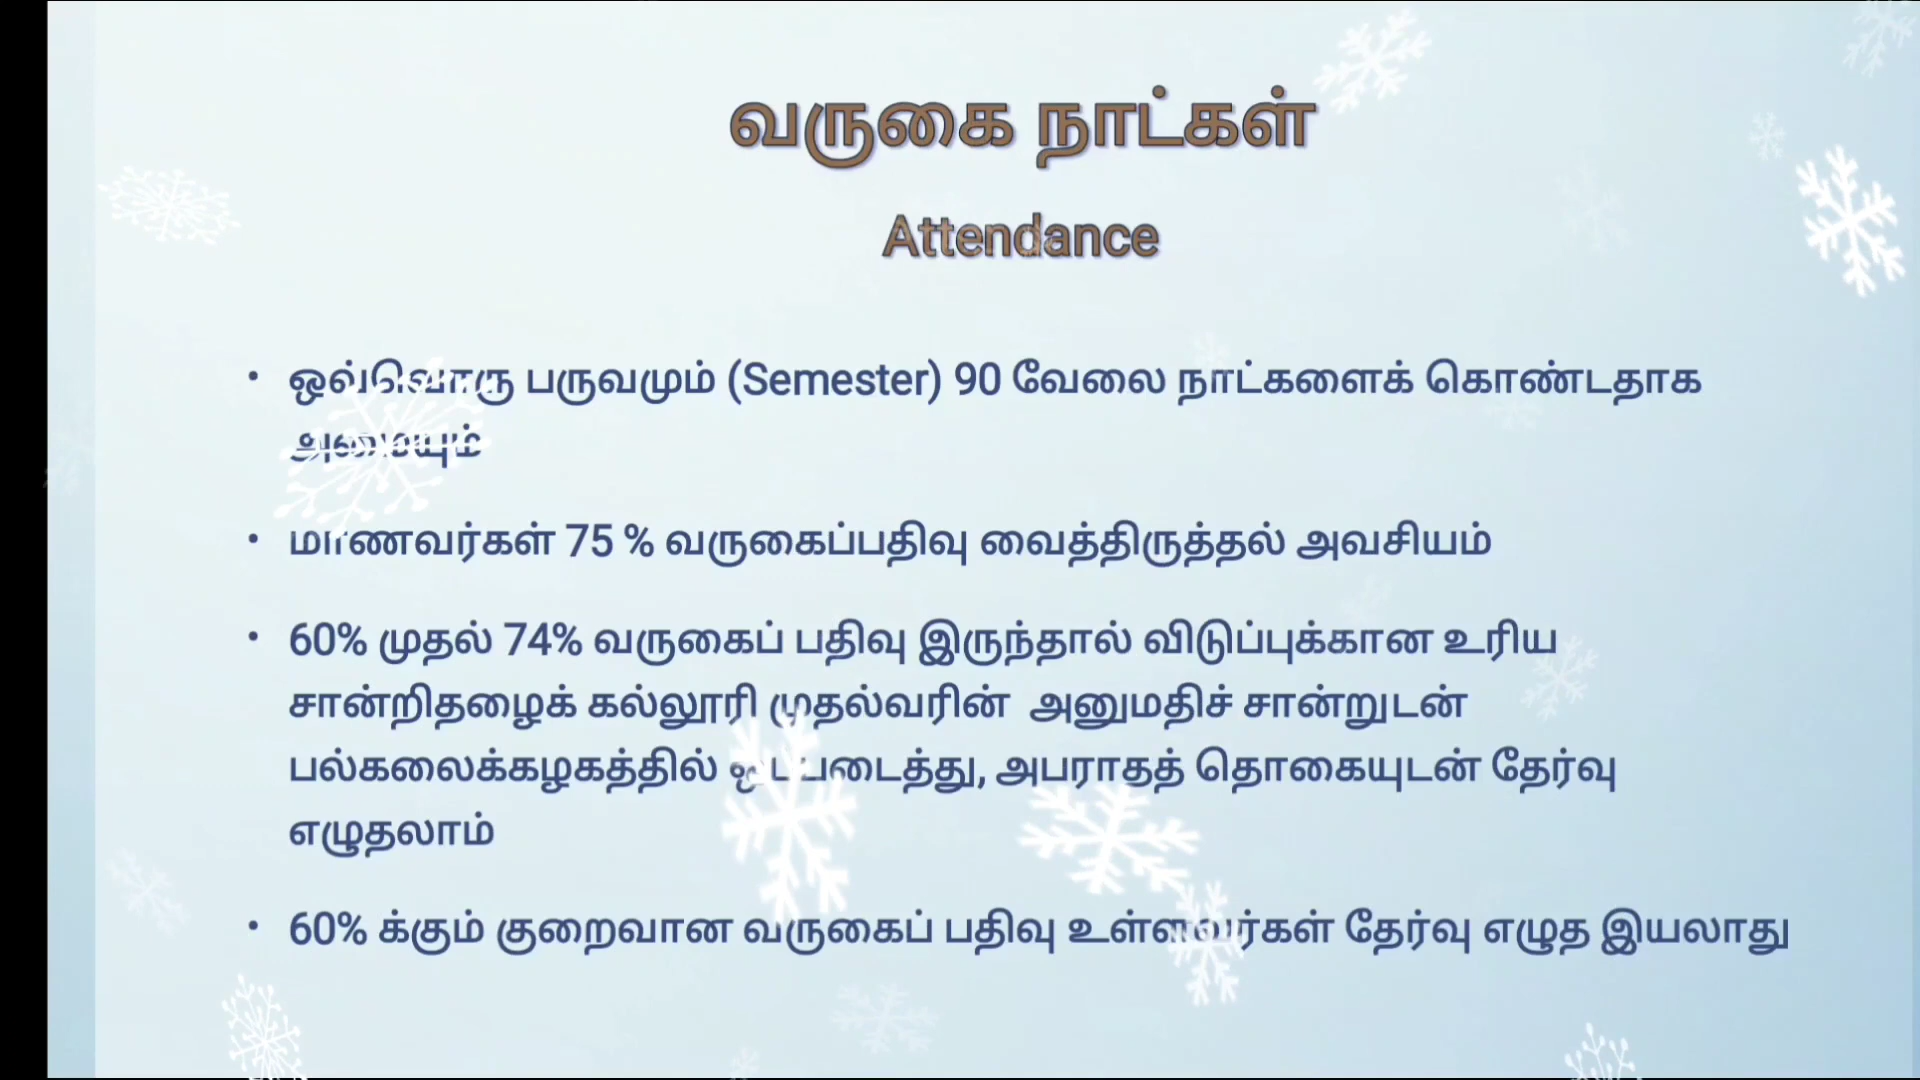 வருகை நாட்கள்
Attendance
• ஒவ்வொரு பருவமும் (Semester) 90 வேலை நாட்களைக் கொண்டதாக
அமையும்
• மாணவர்கள் 75 % வருகைப்பதிவு வைத்திருத்தல் அவசியம்
• 60% முதல் 74% வருகைப் பதிவு இருந்தால் விடுப்புக்கான உரிய
சான்றிதழைக் கல்லூரி முதல்வரின் அனுமதிச் சான்றுடன்
பல்கலைக்கழகத்தில் ஒப்படைத்து, அபராதத் தொகையுடன் தேர்வு
எழுதலாம்
• 60% க்கும் குறைவான வருகைப் பதிவு உள்ளவர்கள் தேர்வு எழுத இயலாது